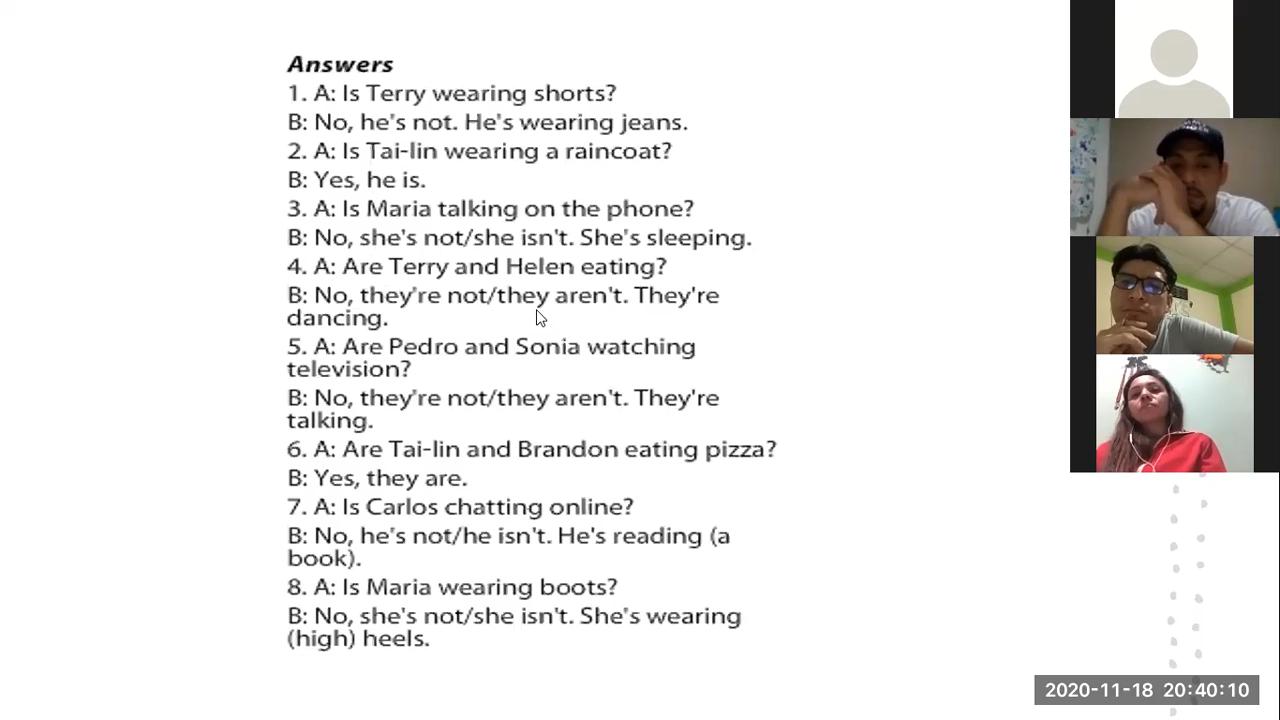 Answers
1. A: Is Terry wearing shorts?
B: No, he's not. He's wearing jeans.
2. A: Is Tai-lin wearing a raincoat?
B: Yes, he is.
3. A: Is Maria talking on the phone?
B: No, she's not/she isn't. She's sleeping.
4. A: Are Terry and Helen eating?
B: No, they're not/they aren't. They're
dancing.
5. A: Are Pedro and Sonia watching
television?
B: No, they're not/they aren't. They're
talking.
6. A: Are Tai-lin and Brandon eating pizza?
B: Yes, they are.
7. A: Is Carlos chatting online?
B: No, he's not/he isn't. He's reading (a
book).
8. A: Is Maria wearing boots?
B: No, she's not/she isn't. She's wearing
(high) heels.
2020-11-18 20:40:10